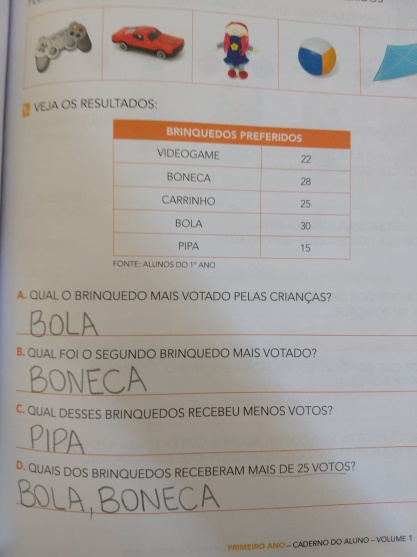 VEJA OS RESULTADOS:
BRINQUEDOS PREFERIDOS
VIDEOGAME 22
BONECA 28
CARRINHO 25
BOLA 30
PIPA 15
FONTE: ALUNOS DO 1º ANO
A. QUAL O BRINQUEDO MAIS VOTADO PELAS CRIANÇAS?
BOLA
B. QUAL FOI O SEGUNDO BRINQUEDO MAIS VOTADO?
BONECA
C. QUAL DESSES BRINQUEDOS RECEBEU MENOS VOTOS?
PIPA
D. QUAIS DOS BRINQUEDOS RECEBERAM MAIS DE 25 VOTOS?
BOLA, BONECA
PRIMEIRO ANO – CADERNO DO ALUNO – VOLUME 1